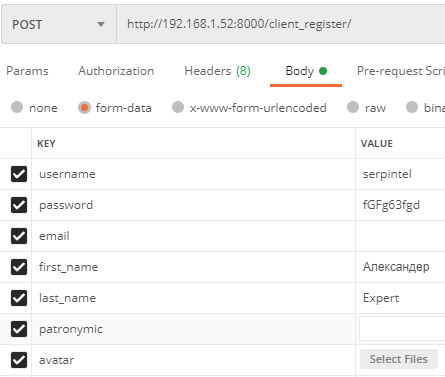 POST http://192.168.1.52:8000/client_register/
Params Authorization Headers (8) Body Pre-request Scri
none form-data x-www-form-urlencoded raw bina
KEY VALUE
username serpintel
password fGFg63fgd
email
first_name Александер
last_name Expert
patronymic
avatar Select Files